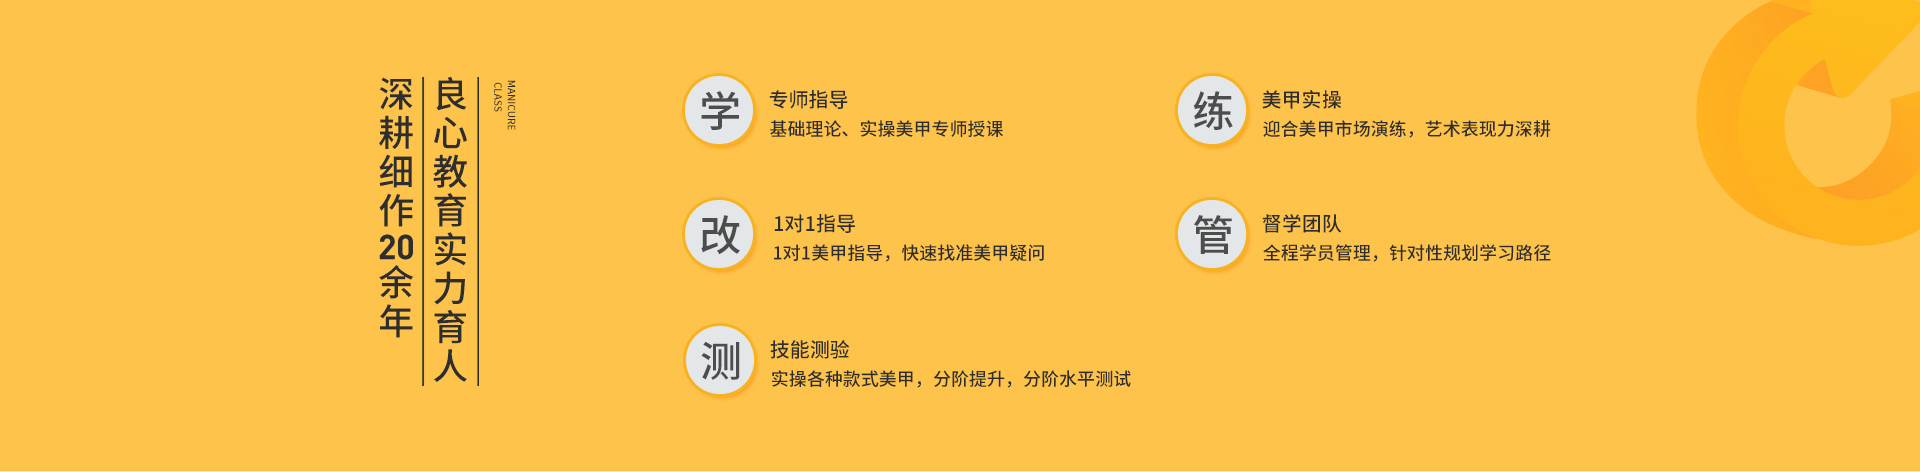 MANICURE
CLASS
良心教育实力育人
深耕细作20余年
学
专师指导
基础理论、实操美甲专师授课
练
美甲实操
迎合美甲市场演练，艺术表现力深耕
改
1对1指导
1对1美甲指导，快速找准美甲疑问
管
督学团队
全程学员管理，针对性规划学习路径
测
技能测验
实操各种款式美甲，分阶提升，分阶水平测试